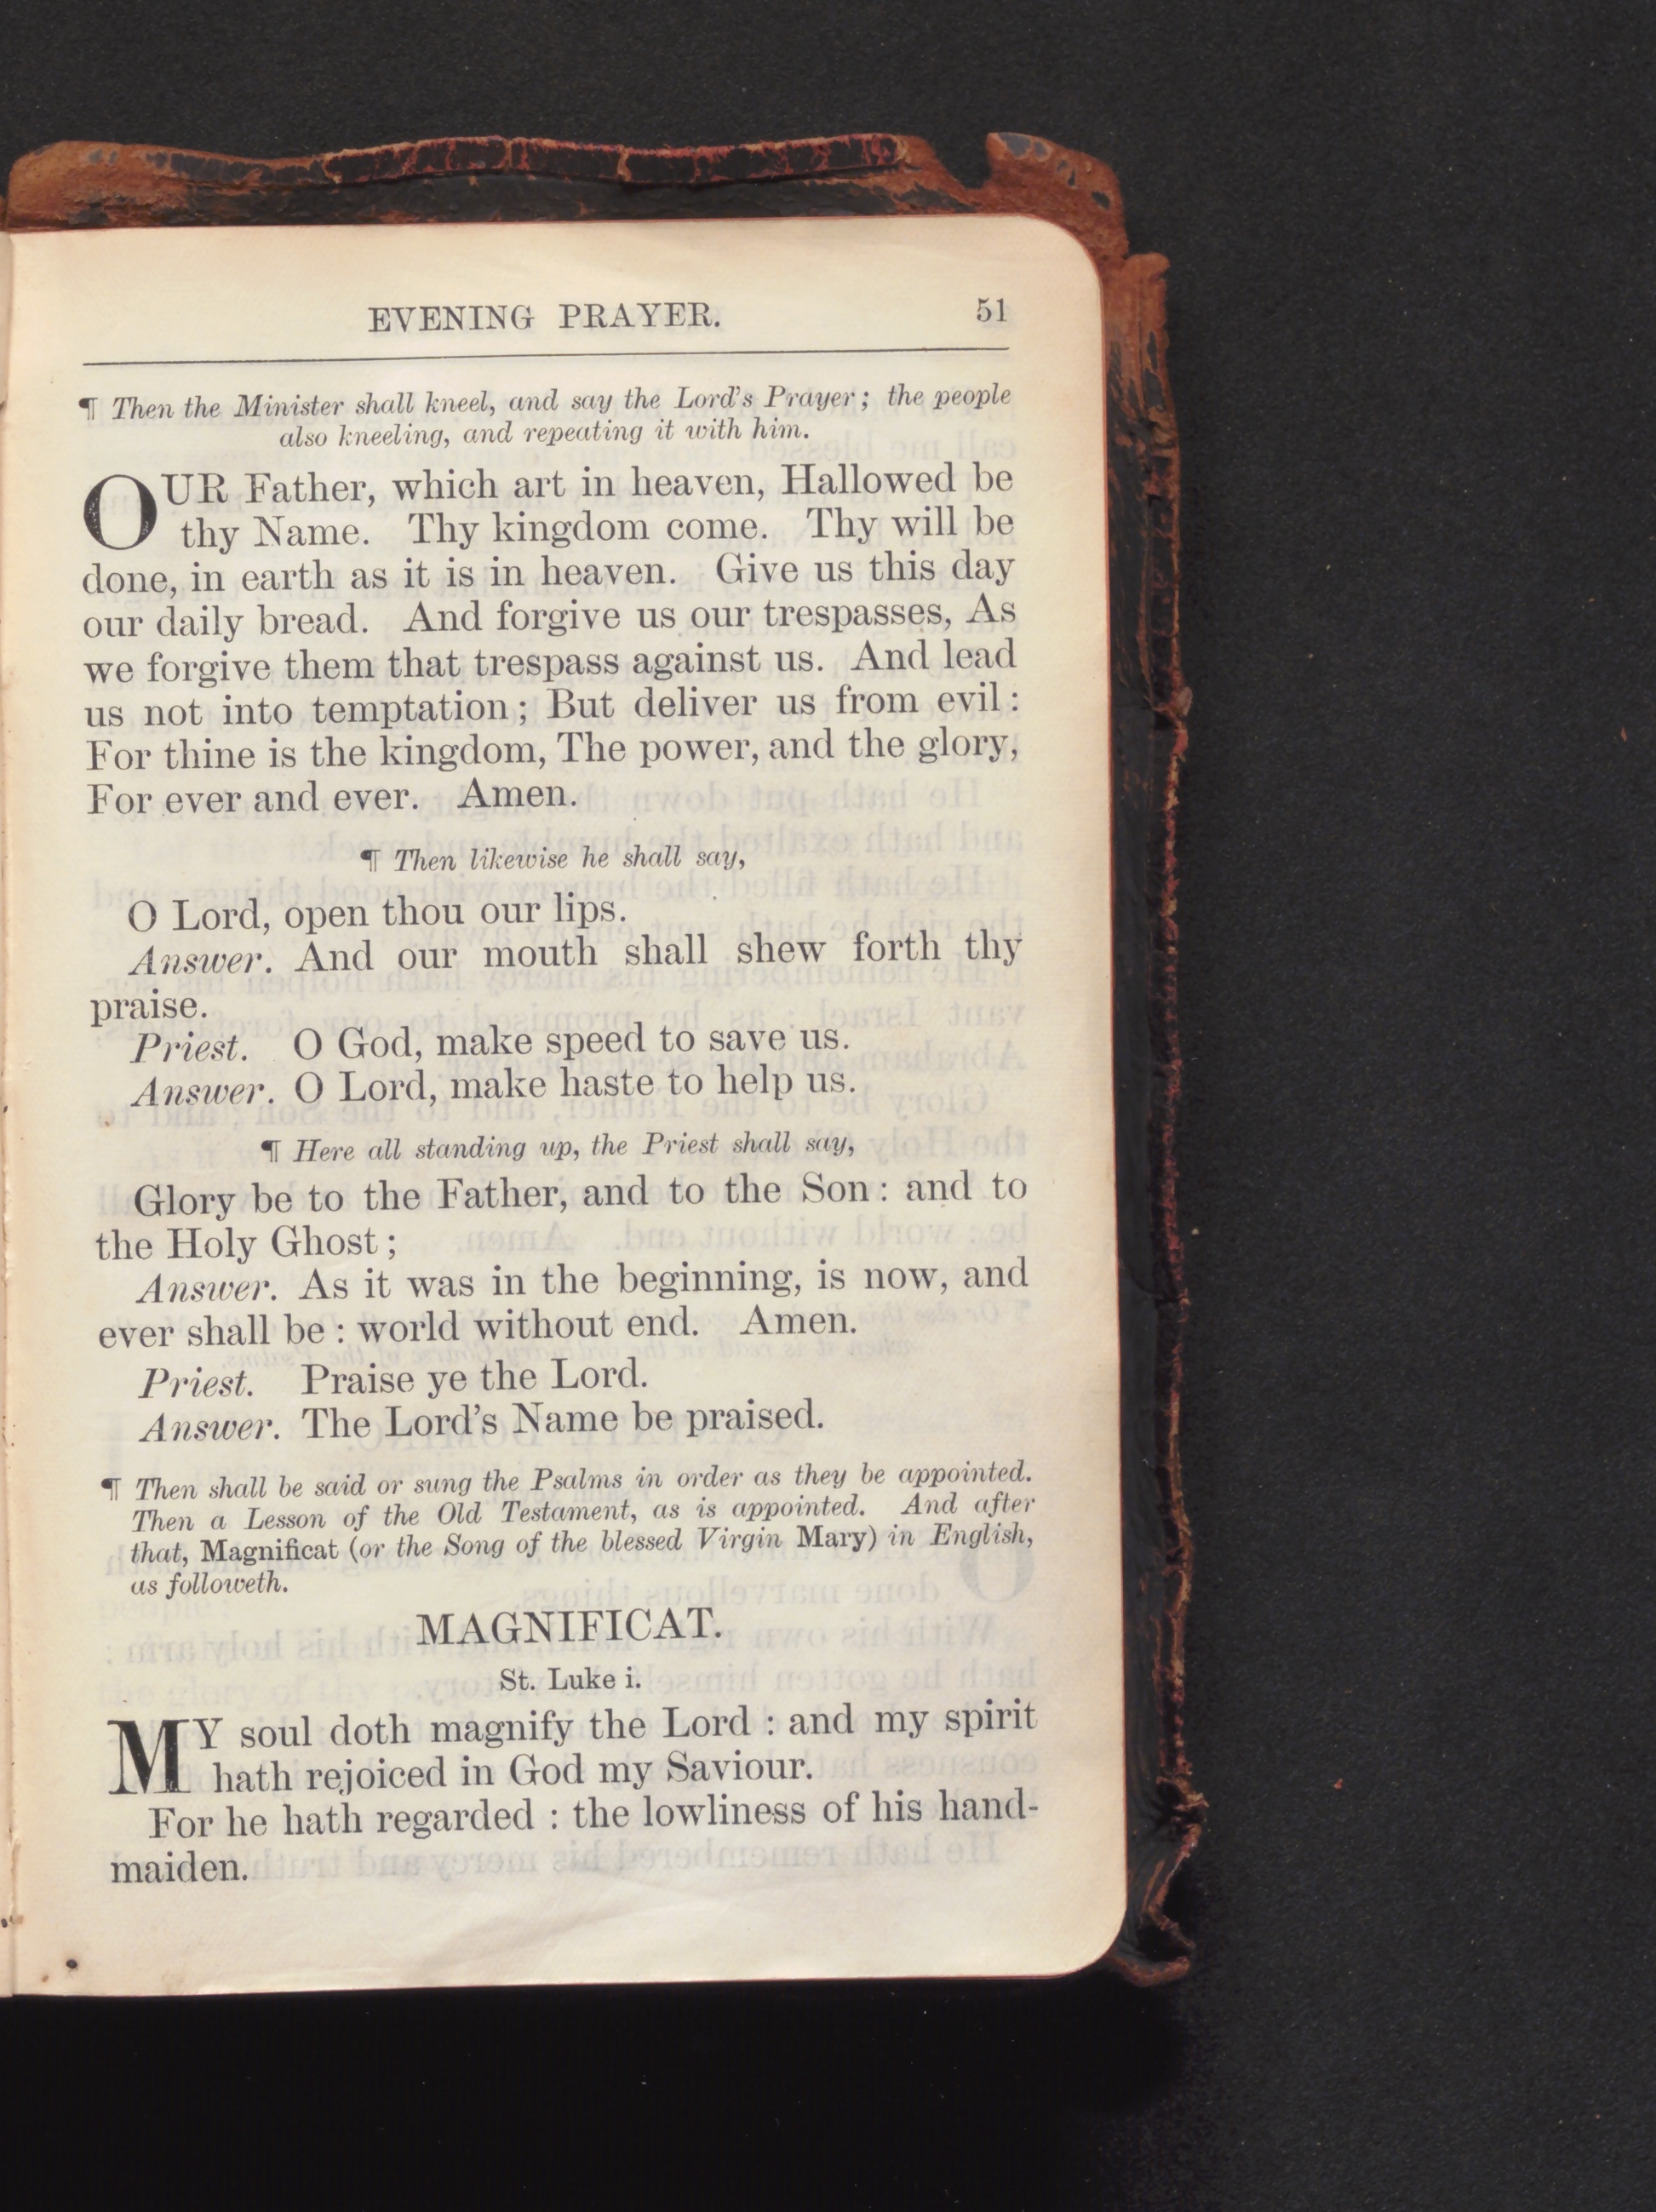 EVENING PRAYER. 51
¶ Then the Minister shall kneel, and say the Lord's Prayer; the people
also kneeling, and repeating it with him.
OUR Father, which art in heaven, Hallowed be
thy Name. Thy kingdom come. Thy will be
done, in earth as it is in heaven. Give us this day
our daily bread. And forgive us our trespasses, As
we forgive them that trespass against us. And lead
us not into temptation; But deliver us from evil:
For thine is the kingdom, The power, and the glory,
For ever and ever. Amen.
¶ Then likewise he shall say,
O Lord, open thou our lips.
Answer. And our mouth shall shew forth thy
praise.
Priest. O God, make speed to save us.
Answer. O Lord, make haste to help us.
¶ Here all standing up, the Priest shall say,
Glory be to the Father, and to the Son: and to
the Holy Ghost;
Answer. As it was in the beginning, is now, and
ever shall be: world without end. Amen.
Priest. Praise ye the Lord.
Answer. The Lord's Name be praised.
¶ Then shall be said or sung the Psalms in order as they be appointed.
Then a Lesson of the Old Testament, as is appointed. And after
that, Magnificat (or the Song of the blessed Virgin Mary) in English,
as followeth.
MAGNIFICAT.
St. Luke i.
MY soul doth magnify the Lord : and my spirit
hath rejoiced in God my Saviour.
For he hath regarded : the lowliness of his hand-
maiden.